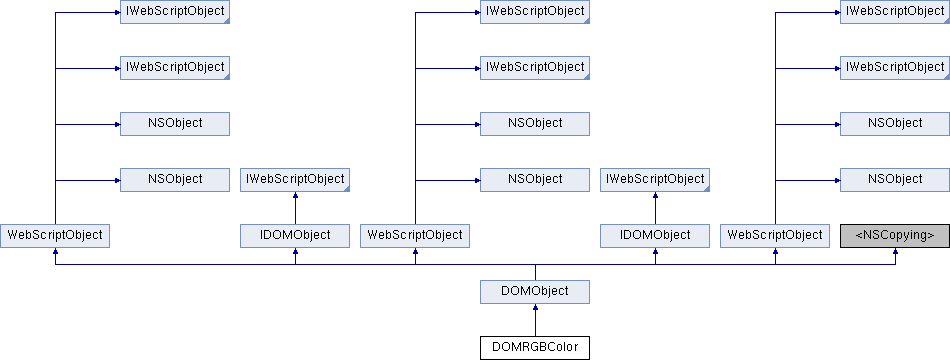 IWebScriptObject IWebScriptObject IWebScriptObject
IWebScriptObject IWebScriptObject IWebScriptObject
NSObject NSObject NSObject
NSObject IWebScriptObject NSObject IWebScriptObject NSObject
WebScriptObject IDOMObject WebScriptObject IDOMObject WebScriptObject <NSCopying>
DOMObject
DOMRGBColor